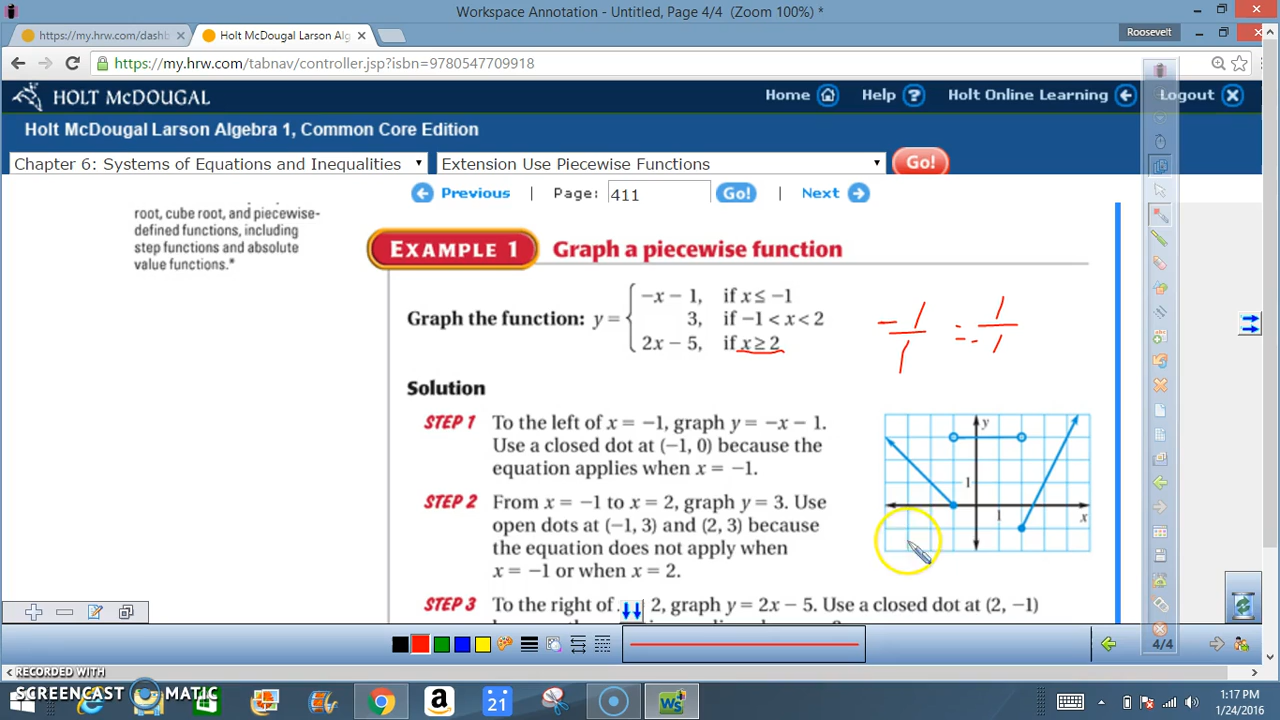 Workspace Annotation - Untitled, Page 4/4 (Zoom 100%) *
https://my.hrw.com/dashb
Holt McDougal Larson Alg
Roosevelt
https://my.hrw.com/tabnav/controller.jsp?isbn=9780547709918
HOLT MCDOUGAL
Home
Help
Holt Online Learning
Logout
Holt McDougal Larson Algebra 1, Common Core Edition
Chapter 6: Systems of Equations and Inequalities
Extension Use Piecewise Functions
Go!
Previous | Page: 411 Go! | Next
root, cube root, and piecewise-
defined functions, including
step functions and absolute
value functions.*
EXAMPLE 1 Graph a piecewise function
−x − 1, if x ≤ −1
Graph the function: y = 3, if −1 < x < 2
2x − 5, if x ≥ 2
−1/1 = 1/-1
Solution
STEP 1 To the left of x = −1, graph y = −x − 1.
Use a closed dot at (−1, 0) because the
equation applies when x = −1.
STEP 2 From x = −1 to x = 2, graph y = 3. Use
open dots at (−1, 3) and (2, 3) because
the equation does not apply when
x = −1 or when x = 2.
y
1
1
x
STEP 3 To the right of 2, graph y = 2x − 5. Use a closed dot at (2, −1)
4/4
RECORDED WITH
SCREENCAST MATIC
21
1:17 PM
1/24/2016